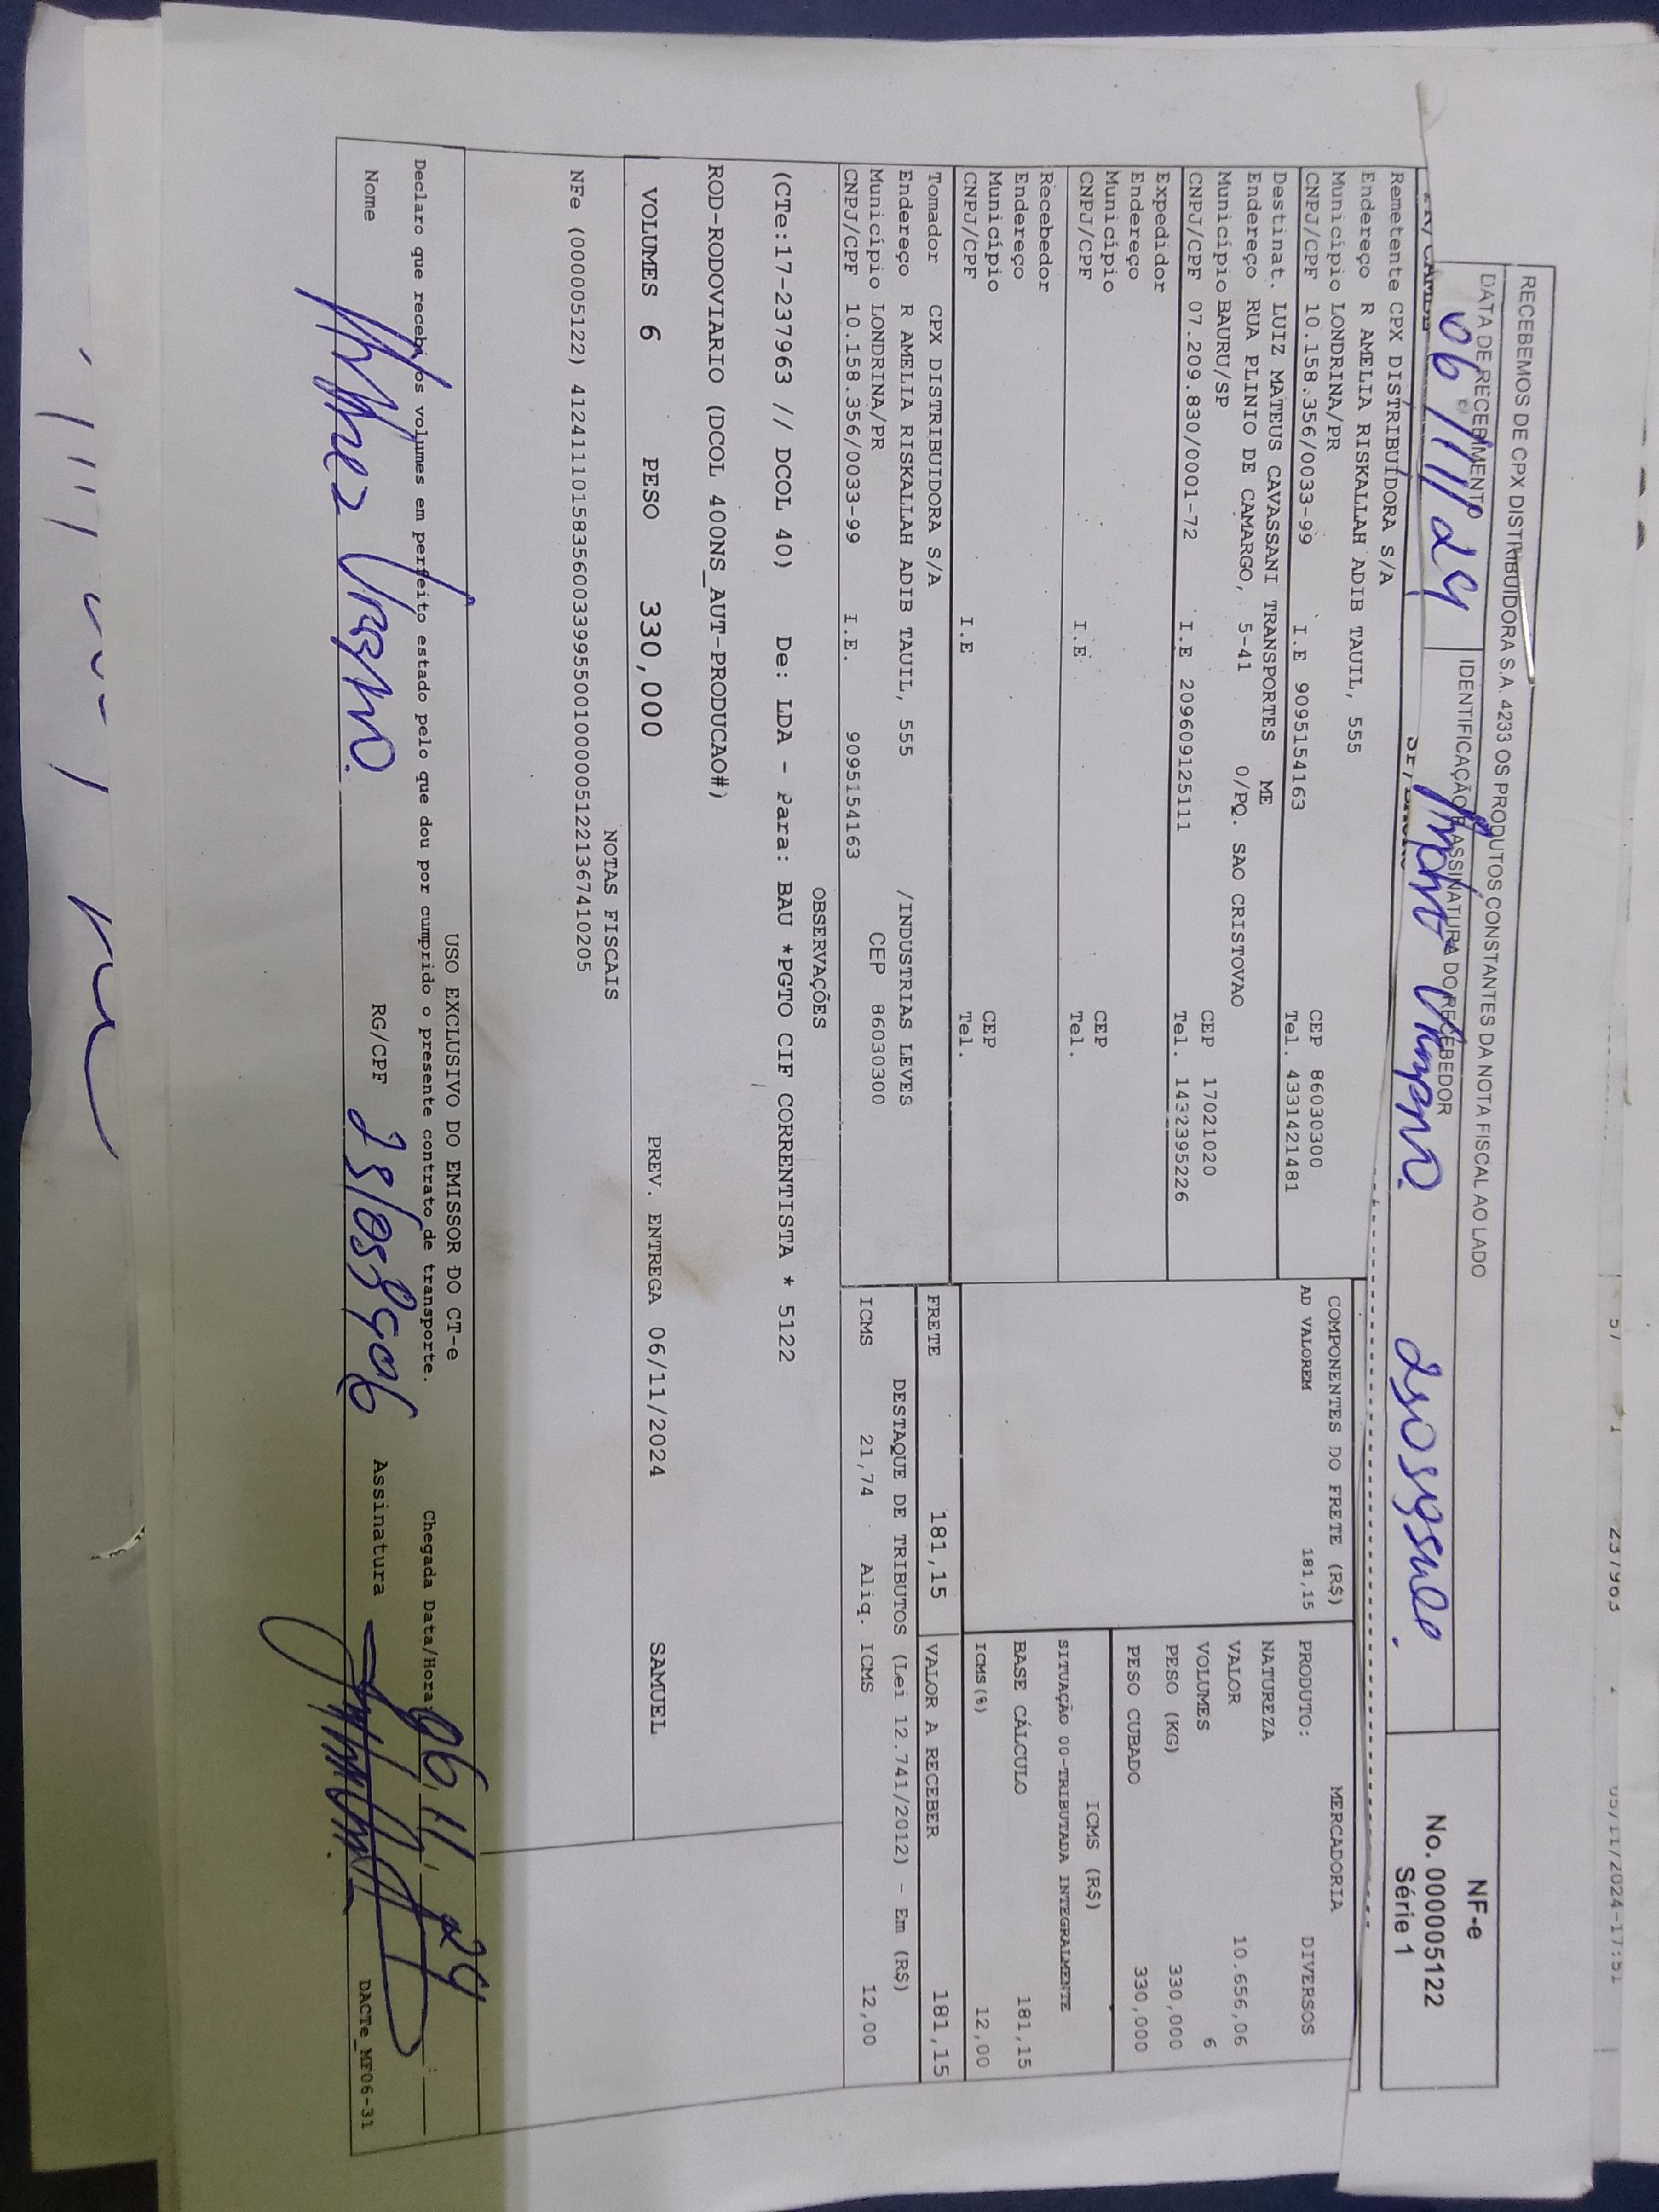 RECEBEMOS DE CPX DISTRIBUIDORA S.A. 4233 OS PRODUTOS CONSTANTES DA NOTA FISCAL AO LADO
DATA DE RECEBIMENTO
IDENTIFICAÇÃO E ASSINATURA DO RECEBEDOR
06/11/24
NF-e
No. 000005122
Série 1
Remetente CPX DISTRIBUIDORA S/A
Endereço R AMELIA RISKALLAH ADIB TAUIL, 555
Município LONDRINA/PR CEP 86030300
CNPJ/CPF 10.158.356/0033-99 I.E 9095154163 Tel. 4331421481
Destinat. LUIZ MATEUS CAVASSANI TRANSPORTES ME
Endereço RUA PLINIO DE CAMARGO, 5-41 0/PQ. SAO CRISTOVAO
Município BAURU/SP CEP 17021020
CNPJ/CPF 07.209.830/0001-72 I.E 209609125111 Tel. 1432395226
Expedidor
Endereço
Município CEP
CNPJ/CPF I.E Tel.
Recebedor
Endereço
Município CEP
CNPJ/CPF I.E Tel.
Tomador CPX DISTRIBUIDORA S/A
Endereço R AMELIA RISKALLAH ADIB TAUIL, 555 /INDUSTRIAS LEVES
Município LONDRINA/PR CEP 86030300
CNPJ/CPF 10.158.356/0033-99 I.E. 9095154163
COMPONENTES DO FRETE (R$)
AD VALOREM 181,15
MERCADORIA
PRODUTO: DIVERSOS
NATUREZA
VALOR 10.656,06
VOLUMES 6
PESO (KG) 330,000
PESO CUBADO 330,000
ICMS (R$)
SITUAÇÃO 00-TRIBUTADA INTEGRALMENTE
BASE CÁLCULO 181,15
ICMS(%) 12,00
FRETE 181,15 VALOR A RECEBER 181,15
DESTAQUE DE TRIBUTOS (Lei 12.741/2012) - Em (R$)
ICMS 21,74 Aliq. ICMS 12,00
OBSERVAÇÕES
(CTe:17-237963 // DCOL 40) De: LDA - Para: BAU *PGTO CIF CORRENTISTA * 5122
ROD-RODOVIARIO (DCOL 400NS_AUT-PRODUCAO#)
VOLUMES 6 PESO 330,000 PREV. ENTREGA 06/11/2024 SAMUEL
NOTAS FISCAIS
NFe (000005122) 41241110158356003399550010000051221367410205
USO EXCLUSIVO DO EMISSOR DO CT-e
Declaro que recebi os volumes em perfeito estado pelo que dou por cumprido o presente contrato de transporte. Chegada Data/Hora: 06 11 24
Nome RG/CPF Assinatura
DACTe_MF06-31